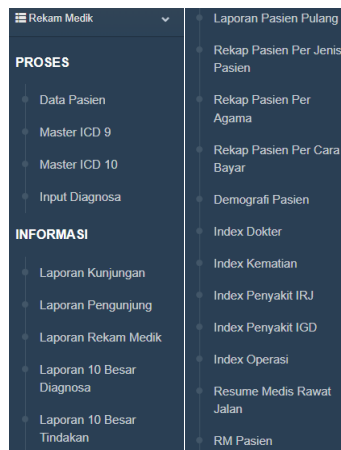 Rekam Medik
PROSES
Data Pasien
Master ICD 9
Master ICD 10
Input Diagnosa
INFORMASI
Laporan Kunjungan
Laporan Pengunjung
Laporan Rekam Medik
Laporan 10 Besar
Diagnosa
Laporan 10 Besar
Tindakan
Laporan Pasien Pulang
Rekap Pasien Per Jenis
Pasien
Rekap Pasien Per
Agama
Rekap Pasien Per Cara
Bayar
Demografi Pasien
Index Dokter
Index Kematian
Index Penyakit IRJ
Index Penyakit IGD
Index Operasi
Resume Medis Rawat
Jalan
RM Pasien